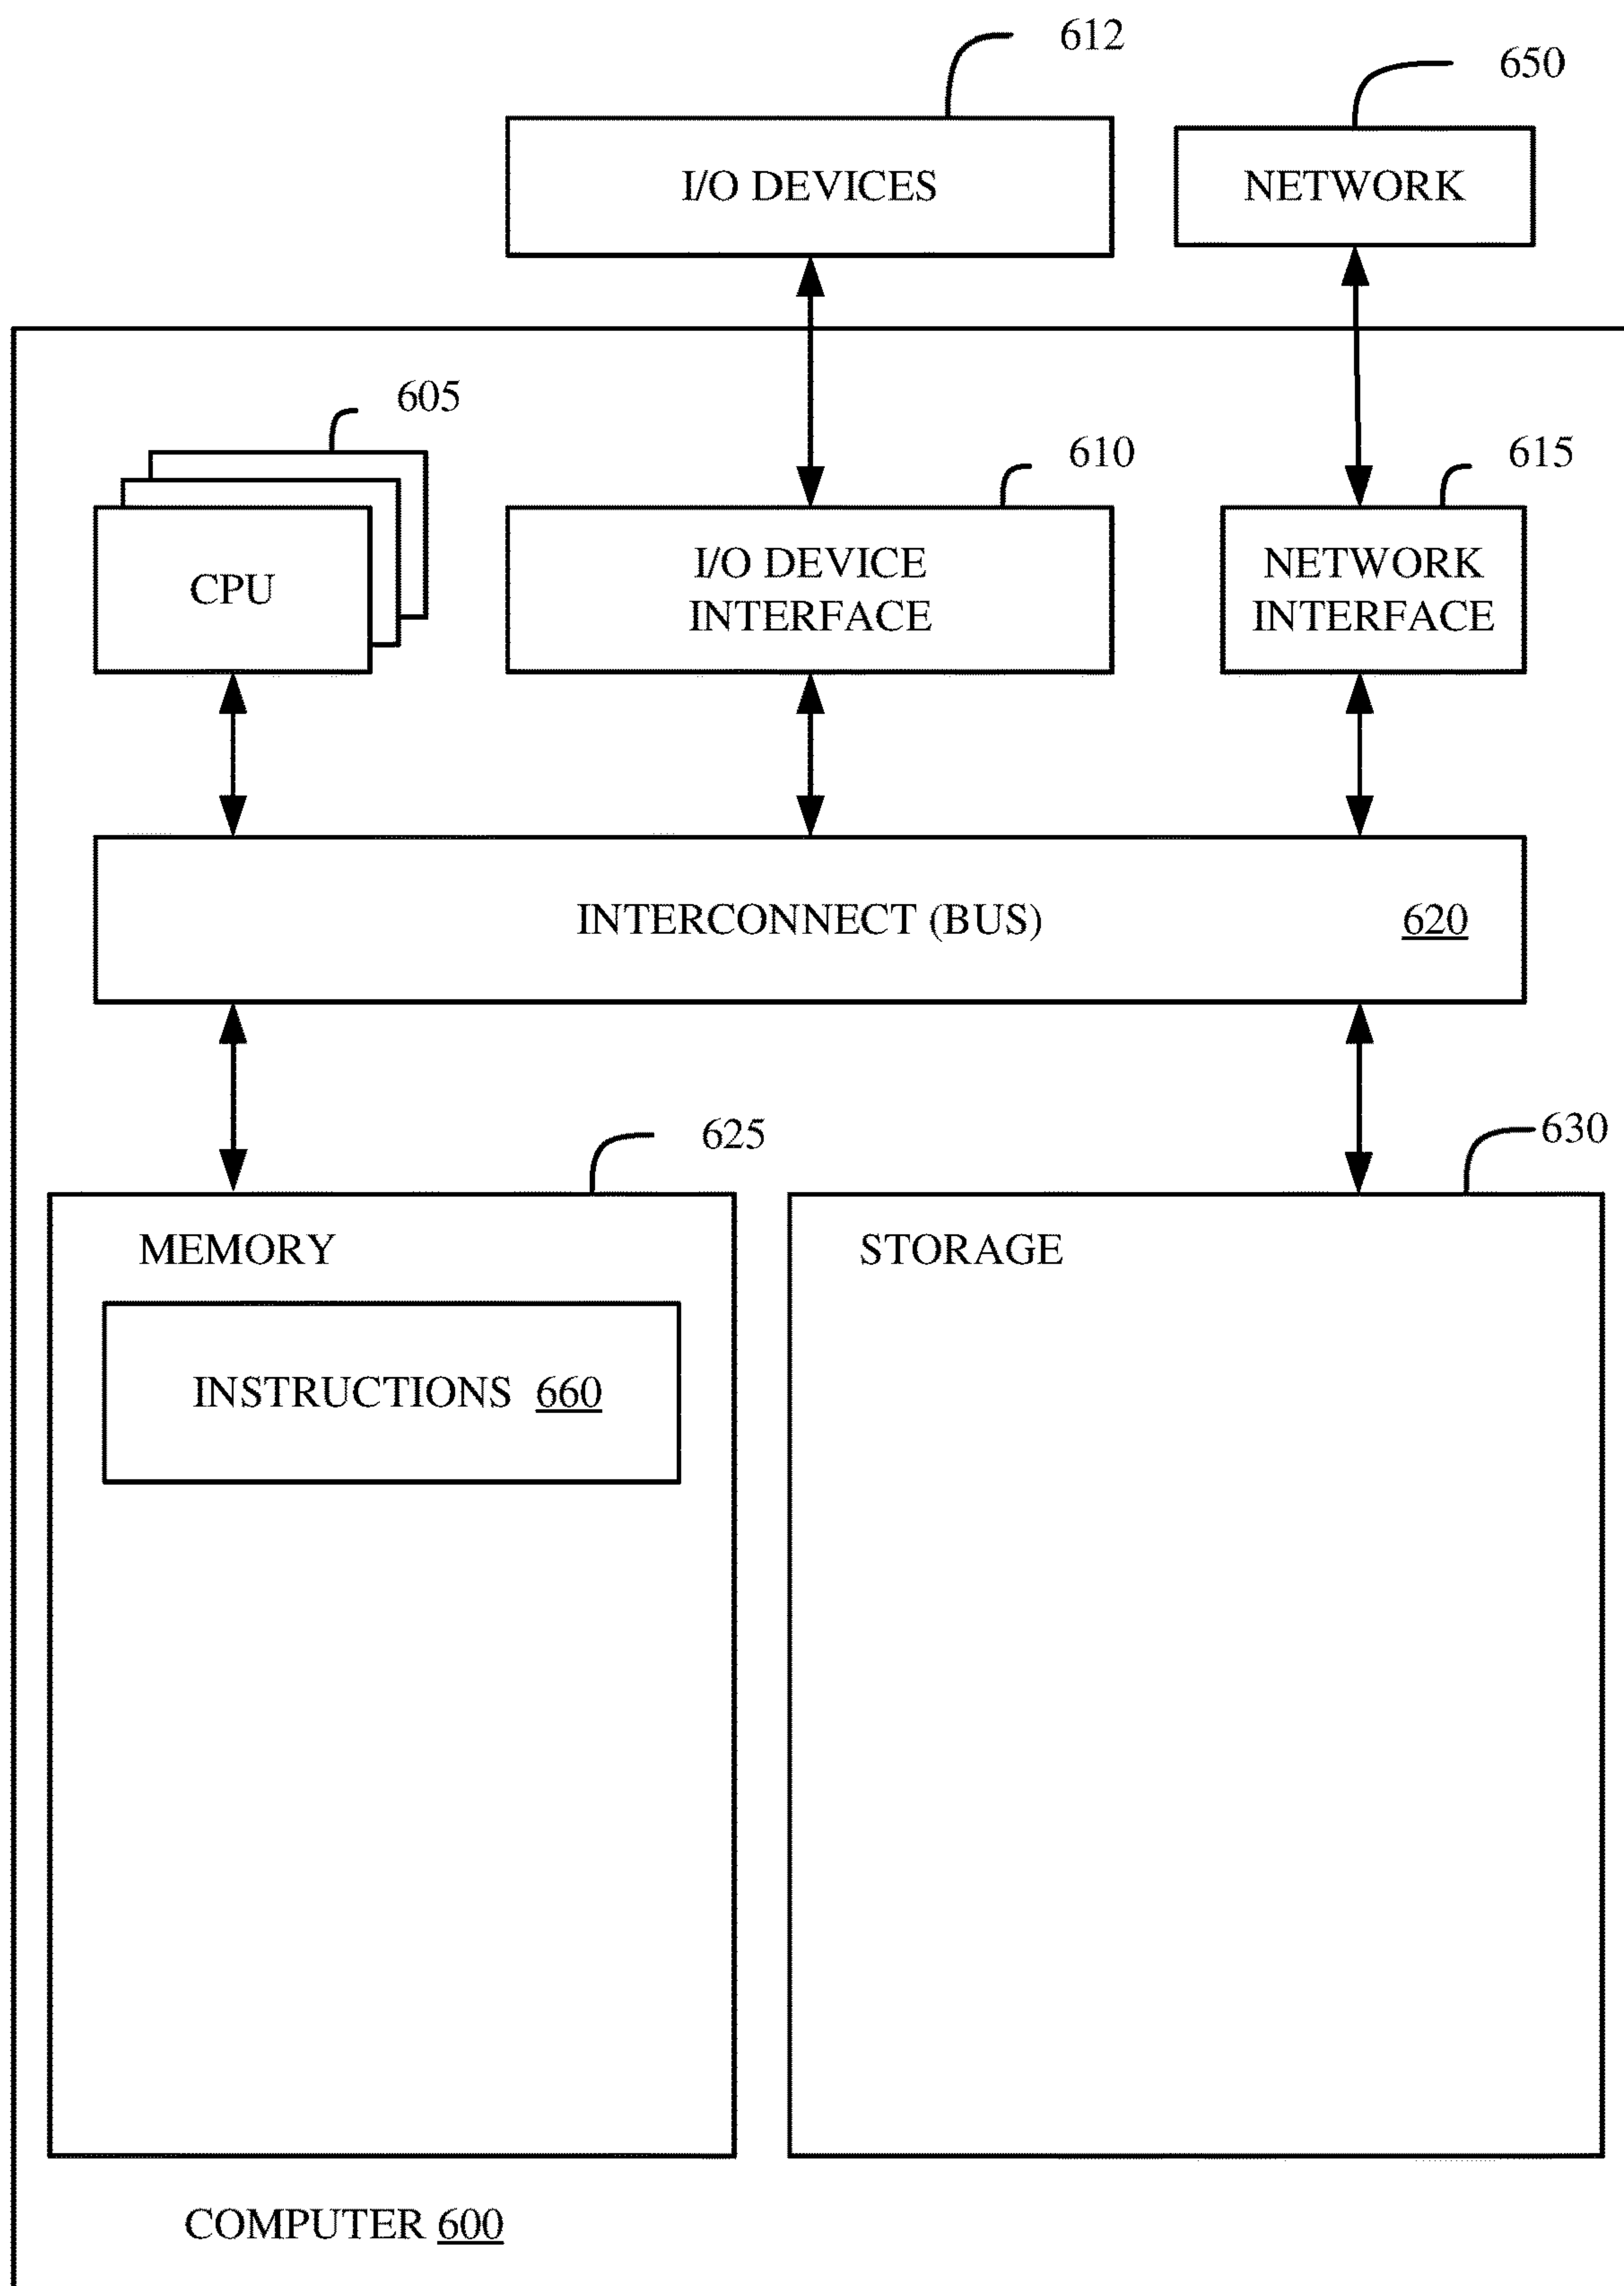 612
650
I/O DEVICES
NETWORK
605
610
615
CPU
I/O DEVICE
INTERFACE
NETWORK
INTERFACE
INTERCONNECT (BUS) 620
625
630
MEMORY
STORAGE
INSTRUCTIONS 660
COMPUTER 600